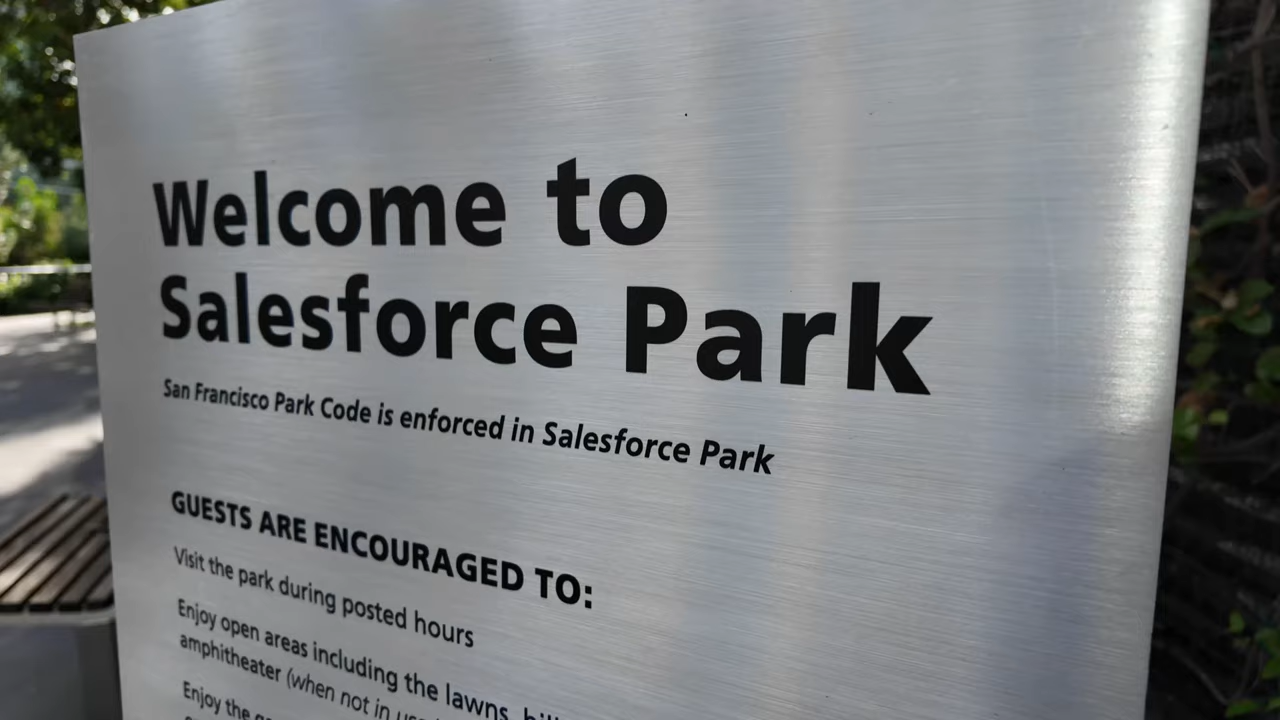 Welcome to
Salesforce Park
San Francisco Park Code is enforced in Salesforce Park
GUESTS ARE ENCOURAGED TO:
Visit the park during posted hours
Enjoy open areas including the lawns,
amphitheater (when not in
Enjoy the